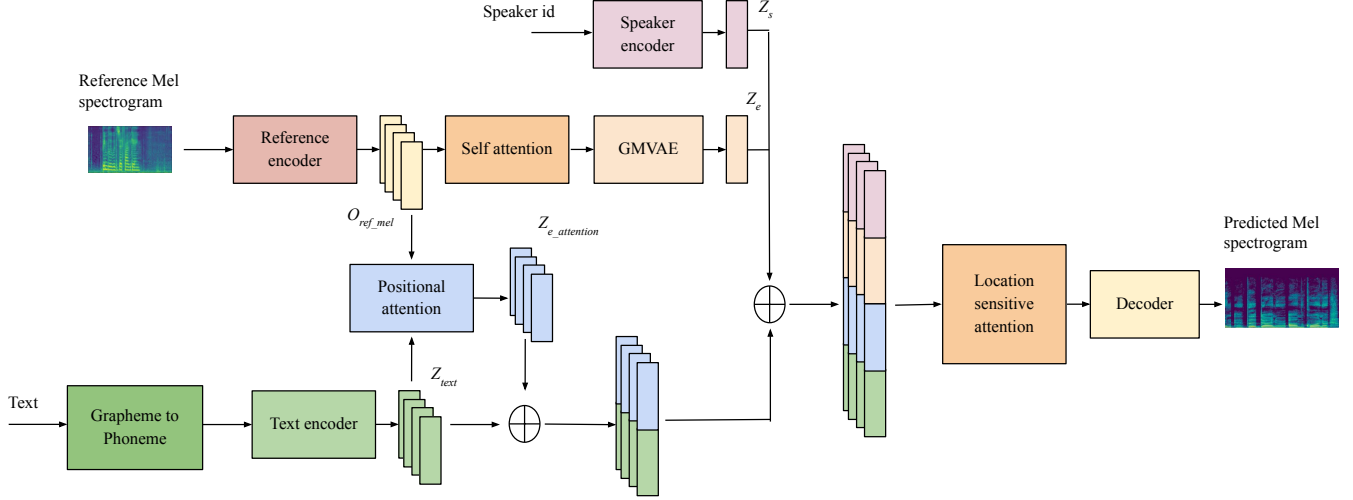 Speaker id
Speaker
encoder
Z_s
Reference Mel
spectrogram
Reference
encoder
Self attention
GMVAE
Z_e
O_ref_mel
Z_e_attention
Positional
attention
Predicted Mel
spectrogram
Location
sensitive
attention
Decoder
Z_text
Text
Grapheme to
Phoneme
Text encoder